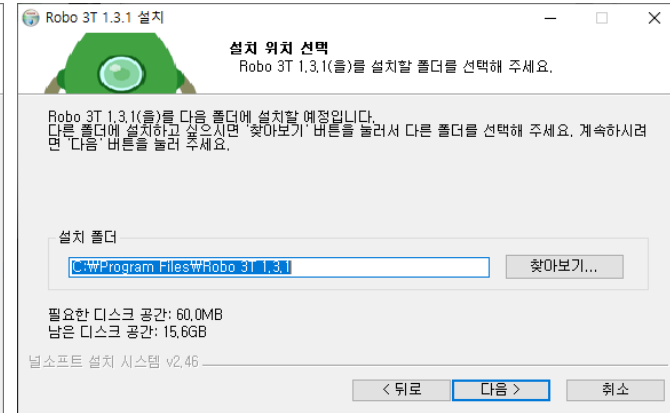 Robo 3T 1.3.1 설치
설치 위치 선택
Robo 3T 1.3.1(을)를 설치할 폴더를 선택해 주세요.
Robo 3T 1.3.1(을)를 다음 폴더에 설치할 예정입니다.
다른 폴더에 설치하고 싶으시면 '찾아보기' 버튼을 눌러서 다른 폴더를 선택해 주세요. 계속하시려
면 '다음' 버튼을 눌러 주세요.
설치 폴더
C:₩Program Files₩Robo 3T 1.3.1
찾아보기...
필요한 디스크 공간: 60.0MB
남은 디스크 공간: 15.6GB
널소프트 설치 시스템 v2.46
< 뒤로
다음 >
취소